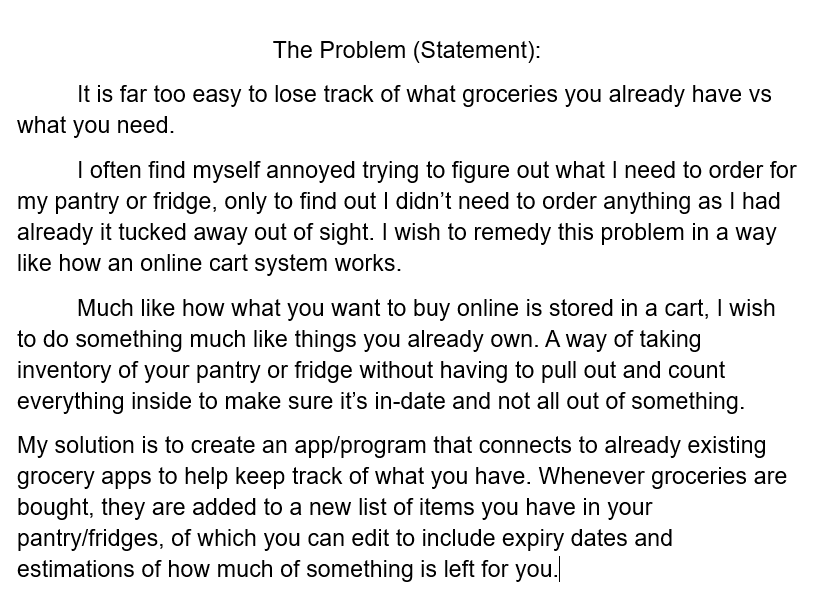 The Problem (Statement):
It is far too easy to lose track of what groceries you already have vs
what you need.
I often find myself annoyed trying to figure out what I need to order for
my pantry or fridge, only to find out I didn’t need to order anything as I had
already it tucked away out of sight. I wish to remedy this problem in a way
like how an online cart system works.
Much like how what you want to buy online is stored in a cart, I wish
to do something much like things you already own. A way of taking
inventory of your pantry or fridge without having to pull out and count
everything inside to make sure it’s in-date and not all out of something.
My solution is to create an app/program that connects to already existing
grocery apps to help keep track of what you have. Whenever groceries are
bought, they are added to a new list of items you have in your
pantry/fridges, of which you can edit to include expiry dates and
estimations of how much of something is left for you.